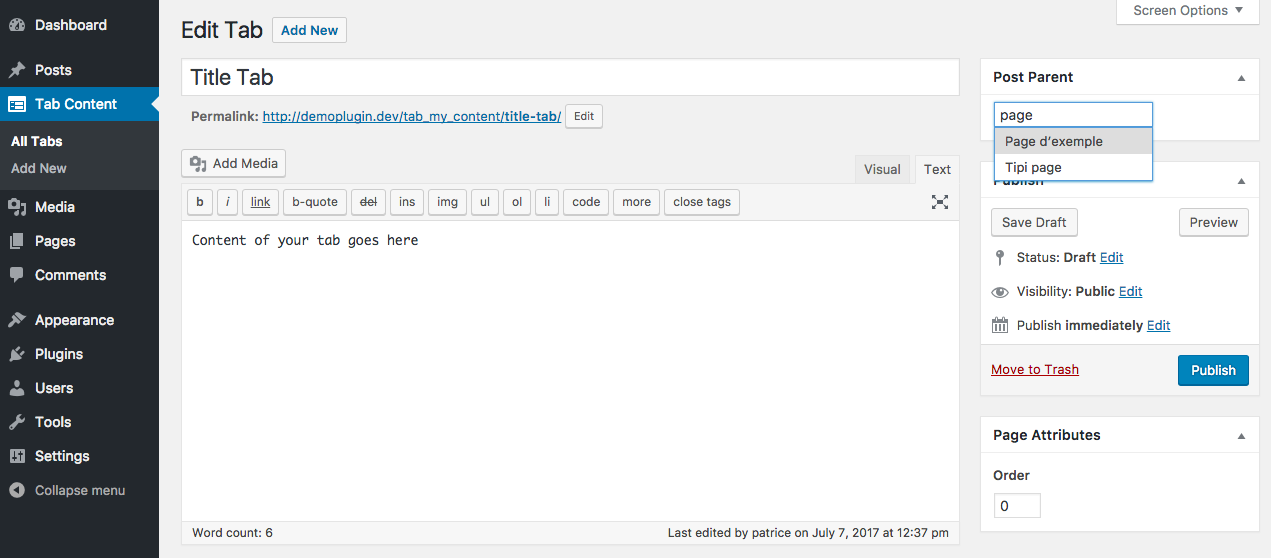 Dashboard
Posts
Tab Content
All Tabs
Add New
Media
Pages
Comments
Appearance
Plugins
Users
Tools
Settings
Collapse menu
Screen Options
Edit Tab Add New
Title Tab
Permalink: http://demoplugin.dev/tab_my_content/title-tab/ Edit
Add Media
Visual Text
b i link b-quote del ins img ul ol li code more close tags
Content of your tab goes here
Word count: 6 Last edited by patrice on July 7, 2017 at 12:37 pm
Post Parent
page
Page d’exemple
Tipi page
Publish
Save Draft Preview
Status: Draft Edit
Visibility: Public Edit
Publish immediately Edit
Move to Trash Publish
Page Attributes
Order
0